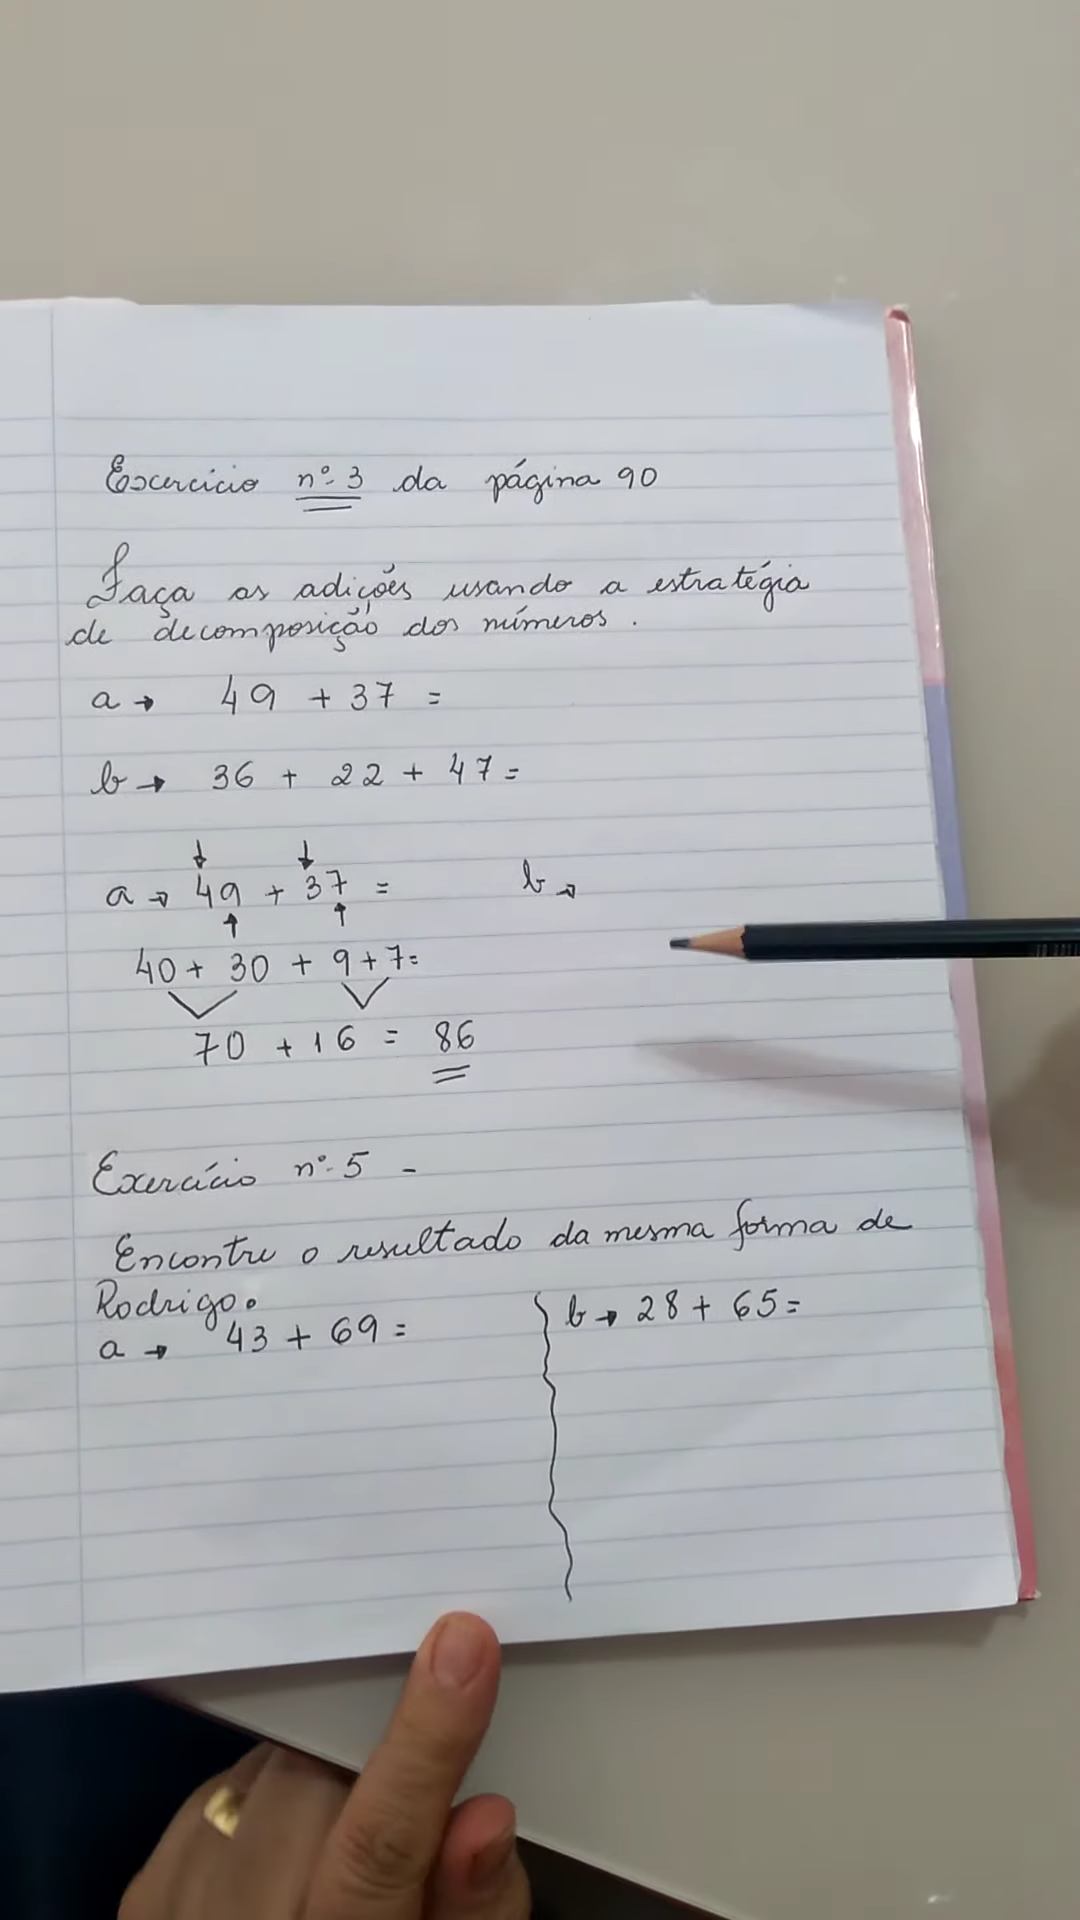 Exercício nº 3 da página 90
Faça as adições usando a estratégia
de decomposição dos números.
a → 49 + 37 =
b → 36 + 22 + 47 =
a → 49 + 37 =
b →
40 + 30 + 9 + 7 =
70 + 16 = 86
Exercício nº 5 -
Encontre o resultado da mesma forma de
Rodrigo.
a → 43 + 69 =
b → 28 + 65 =